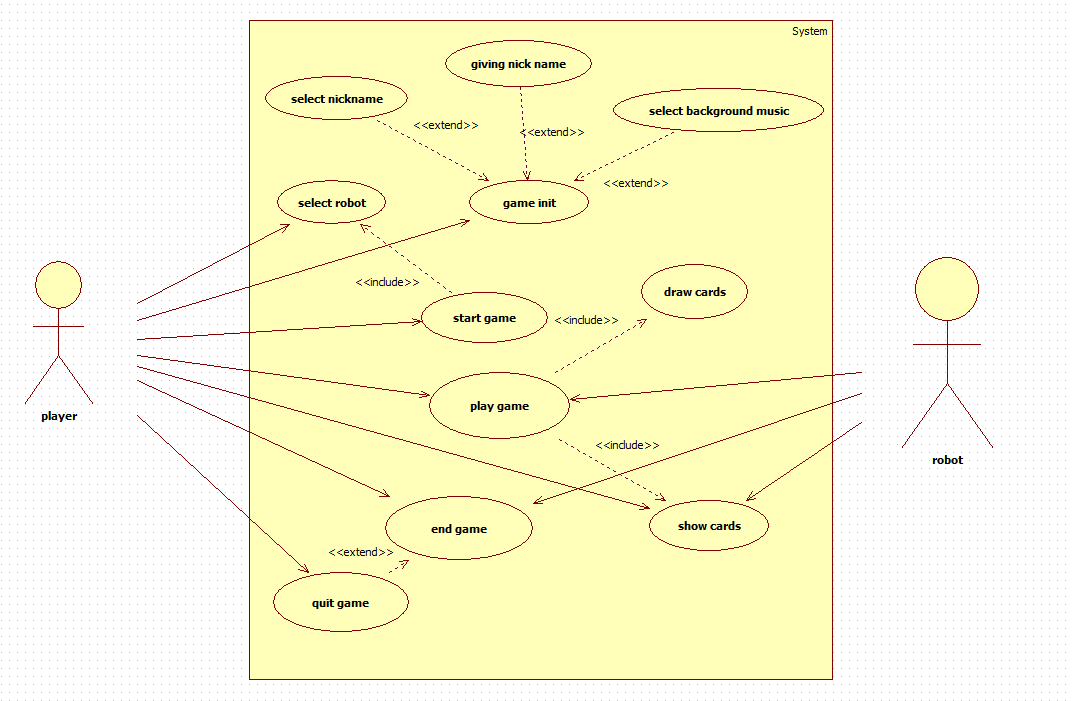 System
giving nick name
select nickname
select background music
<<extend>>
<<extend>>
<<extend>>
select robot
game init
<<include>>
draw cards
start game
<<include>>
play game
player
<<include>>
robot
end game
show cards
<<extend>>
quit game